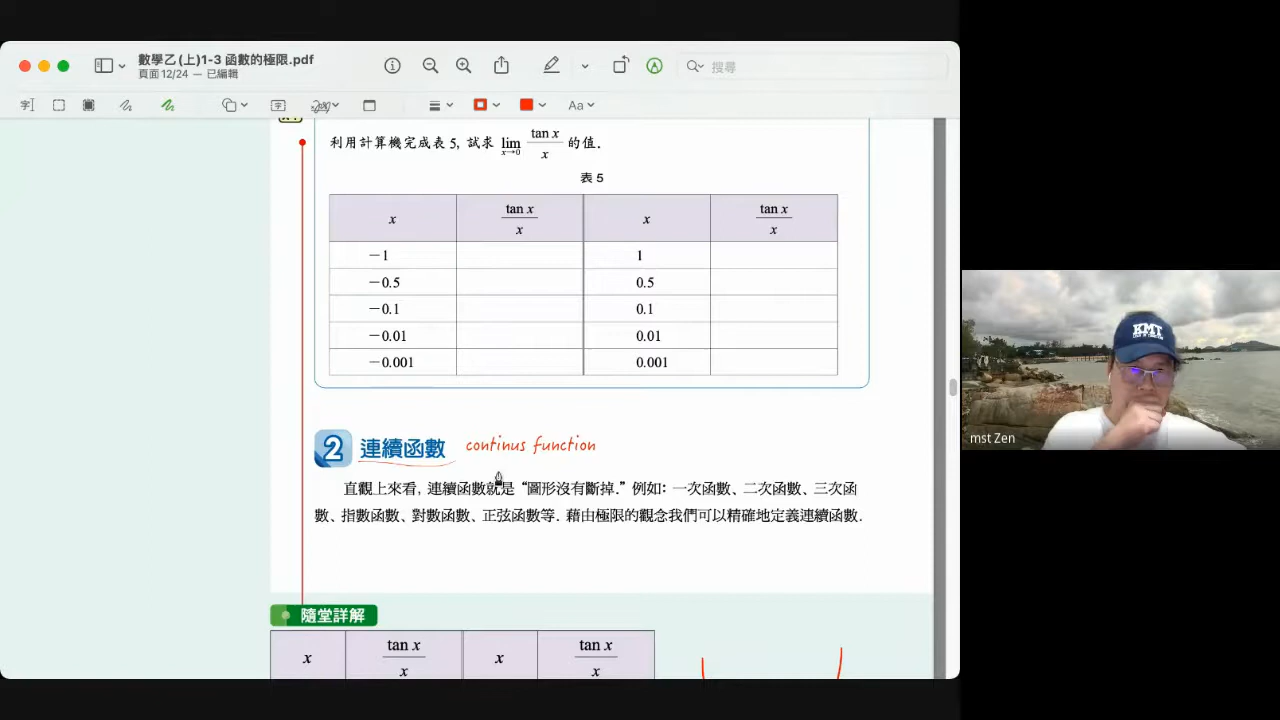 數學乙(上)1-3 函數的極限.pdf
頁面 12/24 — 已編輯
搜尋
Aa
利用計算機完成表 5, 試求 lim x→0 tan x / x 的值.
表 5
x tan x / x x tan x / x
－1 1
－0.5 0.5
－0.1 0.1
－0.01 0.01
－0.001 0.001
2 連續函數 continus function
直觀上來看, 連續函數就是 “圖形沒有斷掉.” 例如: 一次函數、二次函數、三次函
數、指數函數、對數函數、正弦函數等. 藉由極限的觀念我們可以精確地定義連續函數.
隨堂詳解
x tan x / x x tan x / x
KMT
mst Zen